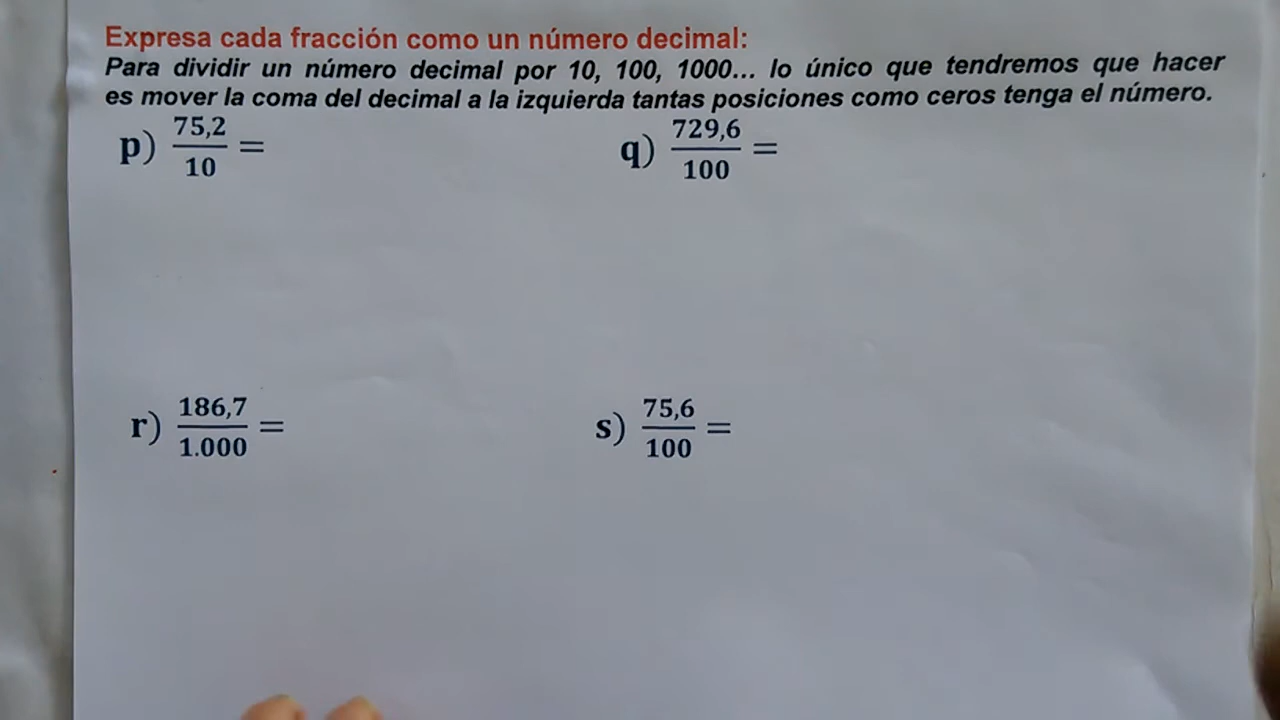 Expresa cada fracción como un número decimal:
Para dividir un número decimal por 10, 100, 1000... lo único que tendremos que hacer
es mover la coma del decimal a la izquierda tantas posiciones como ceros tenga el número.
p) 75,2/10 =
q) 729,6/100 =
r) 186,7/1.000 =
s) 75,6/100 =